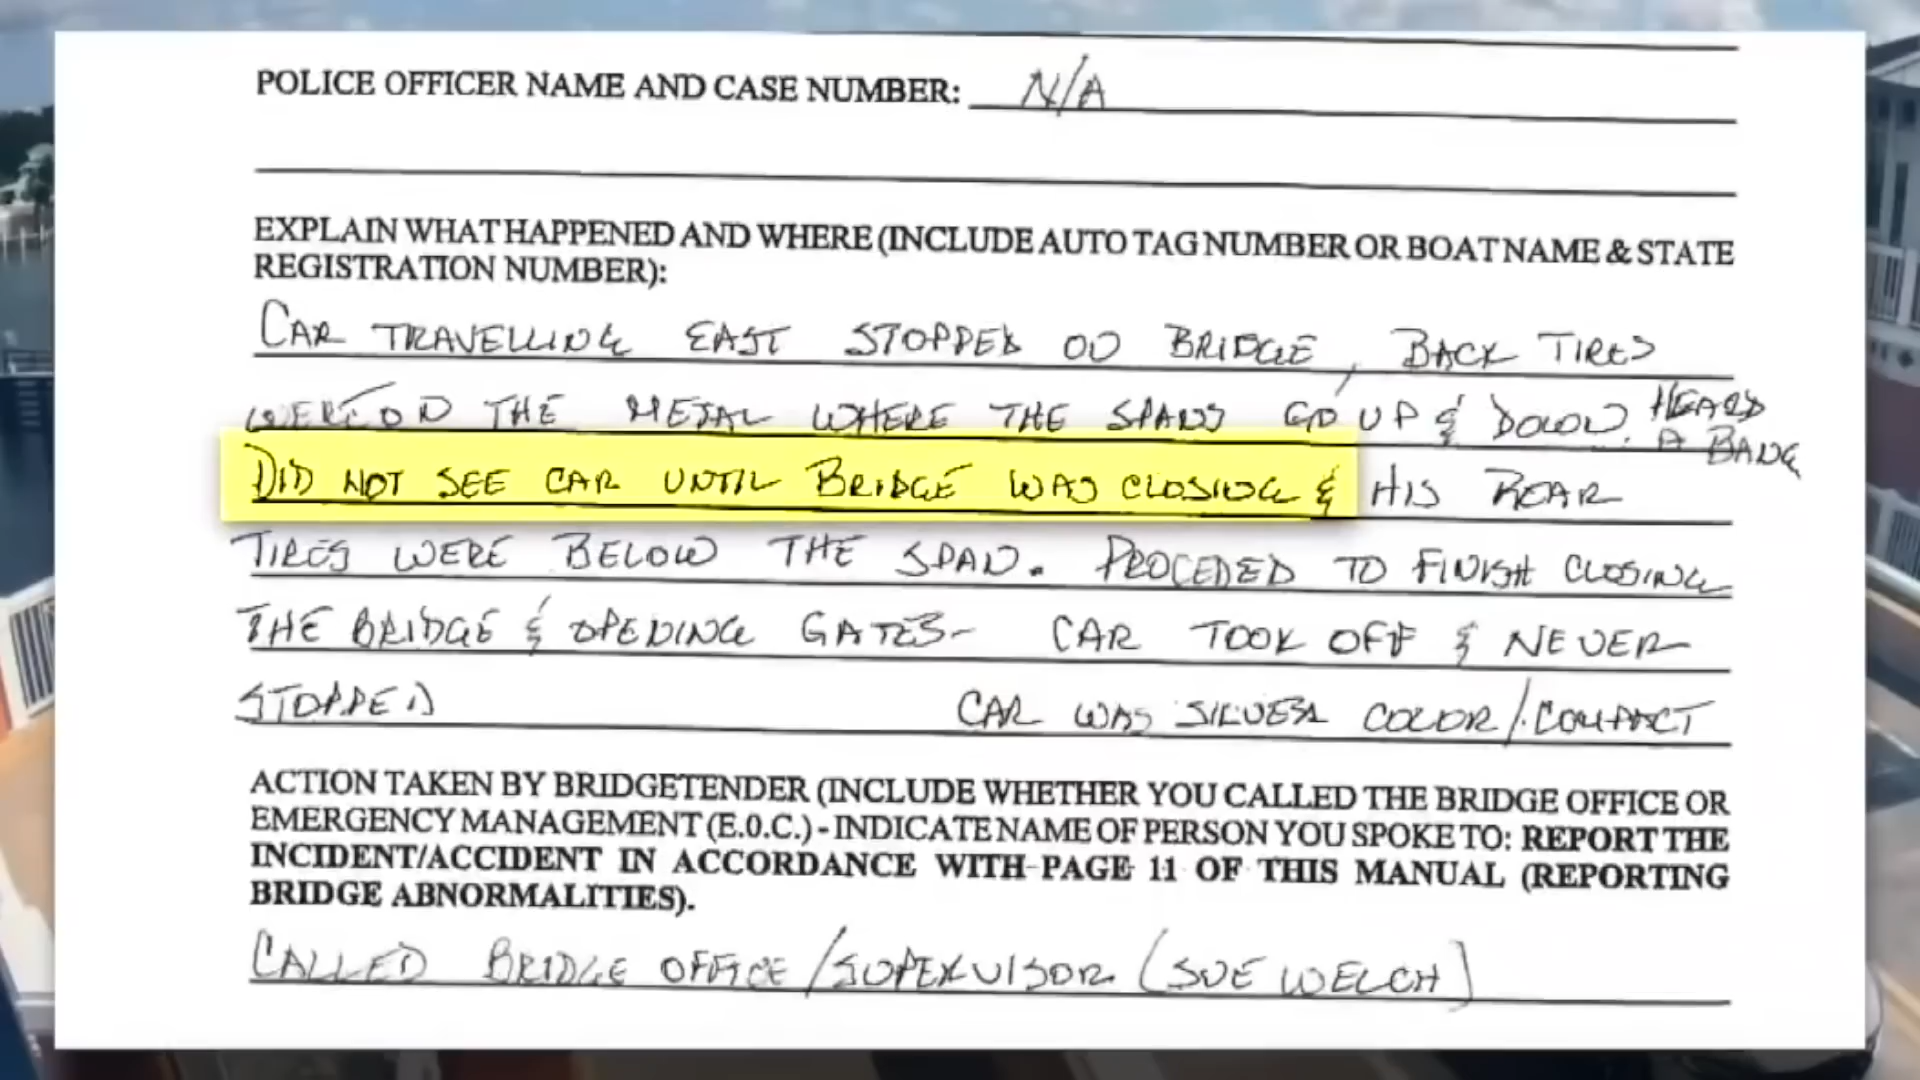 POLICE OFFICER NAME AND CASE NUMBER: N/A
EXPLAIN WHAT HAPPENED AND WHERE (INCLUDE AUTO TAG NUMBER OR BOAT NAME & STATE
REGISTRATION NUMBER):
CAR TRAVELLING EAST STOPPED ON BRIDGE, BACK TIRES
WERE ON THE METAL WHERE THE SPANS GO UP & DOWN. HEARD
A BANG
DID NOT SEE CAR UNTIL BRIDGE WAS CLOSING & HIS REAR
TIRES WERE BELOW THE SPAN. PROCEDED TO FINISH CLOSING
THE BRIDGE & OPENING GATES- CAR TOOK OFF & NEVER
STOPPED CAR WAS SILVER COLOR/COMPACT
ACTION TAKEN BY BRIDGETENDER (INCLUDE WHETHER YOU CALLED THE BRIDGE OFFICE OR
EMERGENCY MANAGEMENT (E.0.C.) - INDICATE NAME OF PERSON YOU SPOKE TO: REPORT THE
INCIDENT/ACCIDENT IN ACCORDANCE WITH PAGE 11 OF THIS MANUAL (REPORTING
BRIDGE ABNORMALITIES).
CALLED BRIDGE OFFICE/SUPERVISOR (SUE WELCH)